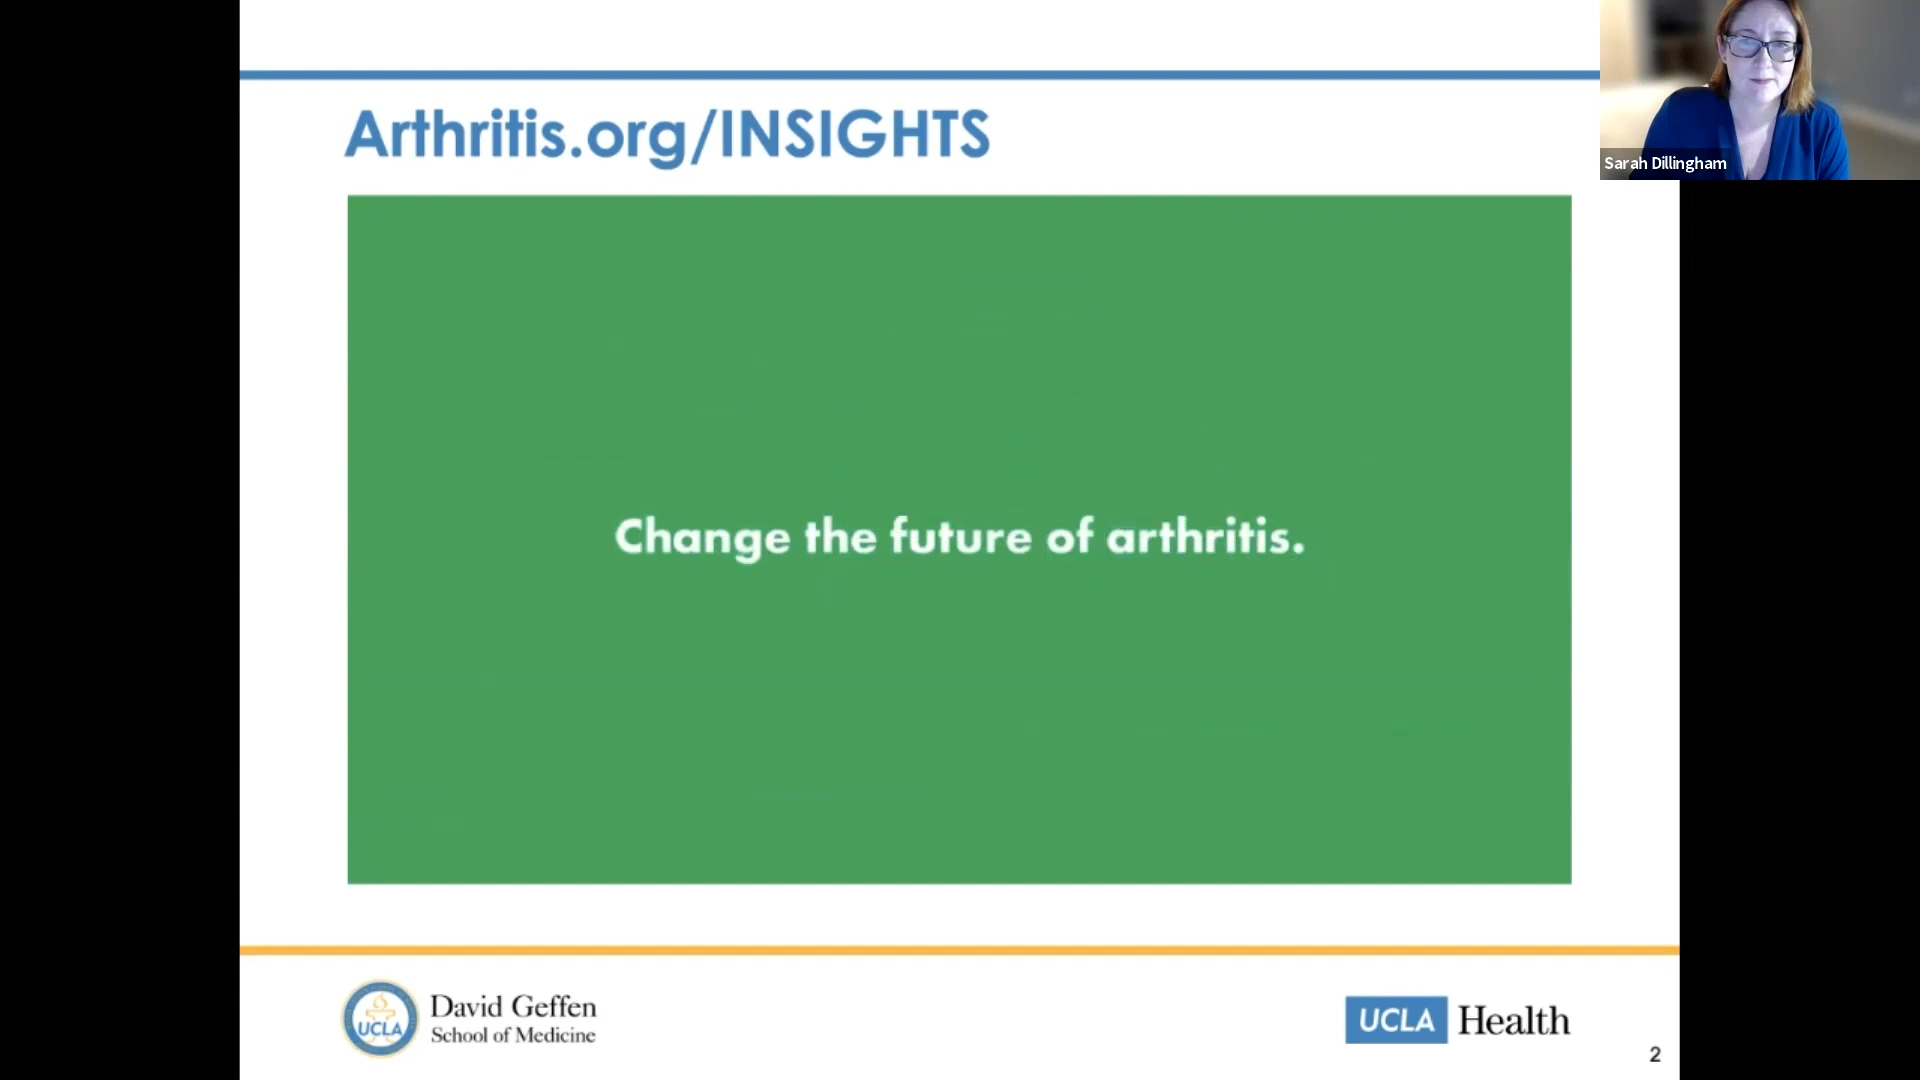 Arthritis.org/INSIGHTS
Sarah Dillingham
Change the future of arthritis.
UCLA
David Geffen
School of Medicine
UCLA Health
2